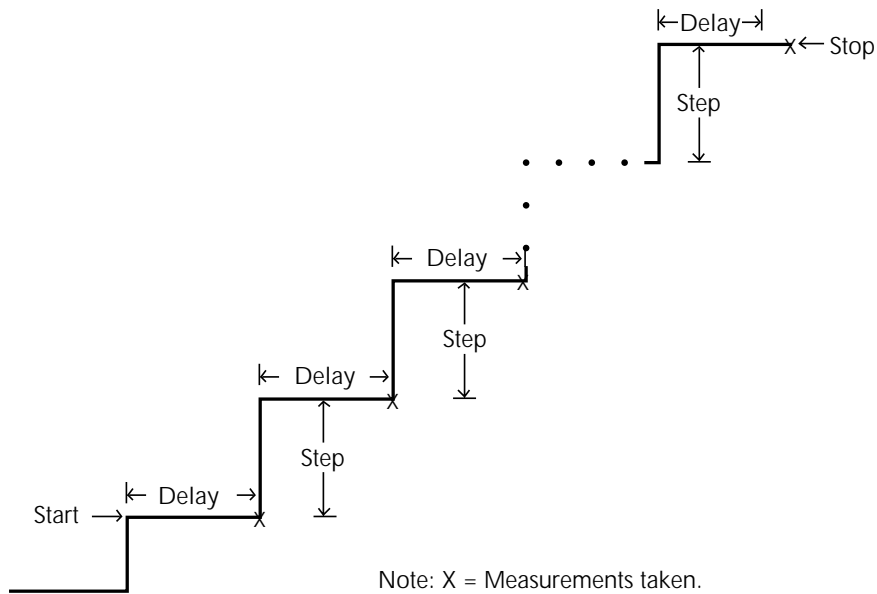 Delay
Stop
Step
Delay
X
Step
Delay
X
Step
Delay
Start
X
X
Note: X = Measurements taken.